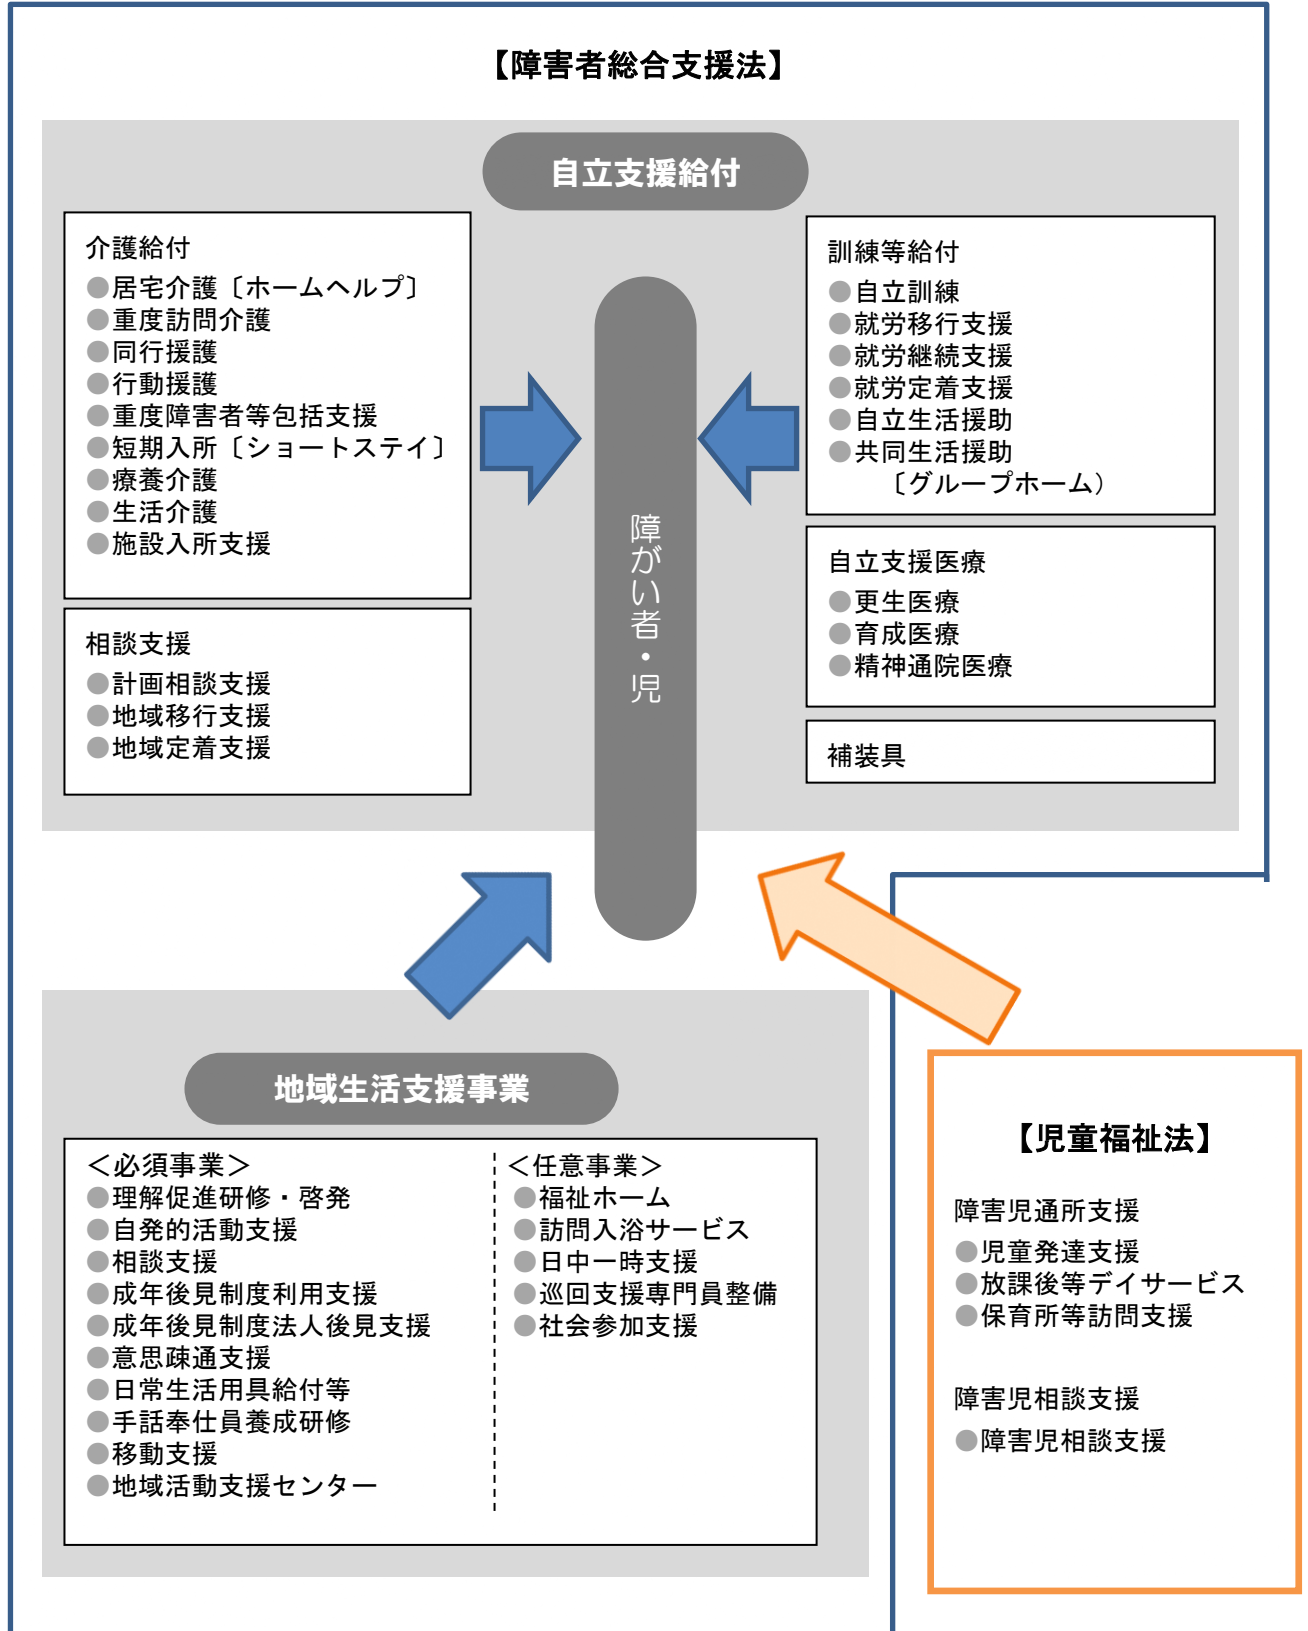 【障害者総合支援法】
自立支援給付
介護給付
●居宅介護〔ホームヘルプ〕
●重度訪問介護
●同行援護
●行動援護
●重度障害者等包括支援
●短期入所〔ショートステイ〕
●療養介護
●生活介護
●施設入所支援
相談支援
●計画相談支援
●地域移行支援
●地域定着支援
障がい者・児
訓練等給付
●自立訓練
●就労移行支援
●就労継続支援
●就労定着支援
●自立生活援助
●共同生活援助
〔グループホーム）
自立支援医療
●更生医療
●育成医療
●精神通院医療
補装具
地域生活支援事業
＜必須事業＞
●理解促進研修・啓発
●自発的活動支援
●相談支援
●成年後見制度利用支援
●成年後見制度法人後見支援
●意思疎通支援
●日常生活用具給付等
●手話奉仕員養成研修
●移動支援
●地域活動支援センター
＜任意事業＞
●福祉ホーム
●訪問入浴サービス
●日中一時支援
●巡回支援専門員整備
●社会参加支援
【児童福祉法】
障害児通所支援
●児童発達支援
●放課後等デイサービス
●保育所等訪問支援
障害児相談支援
●障害児相談支援